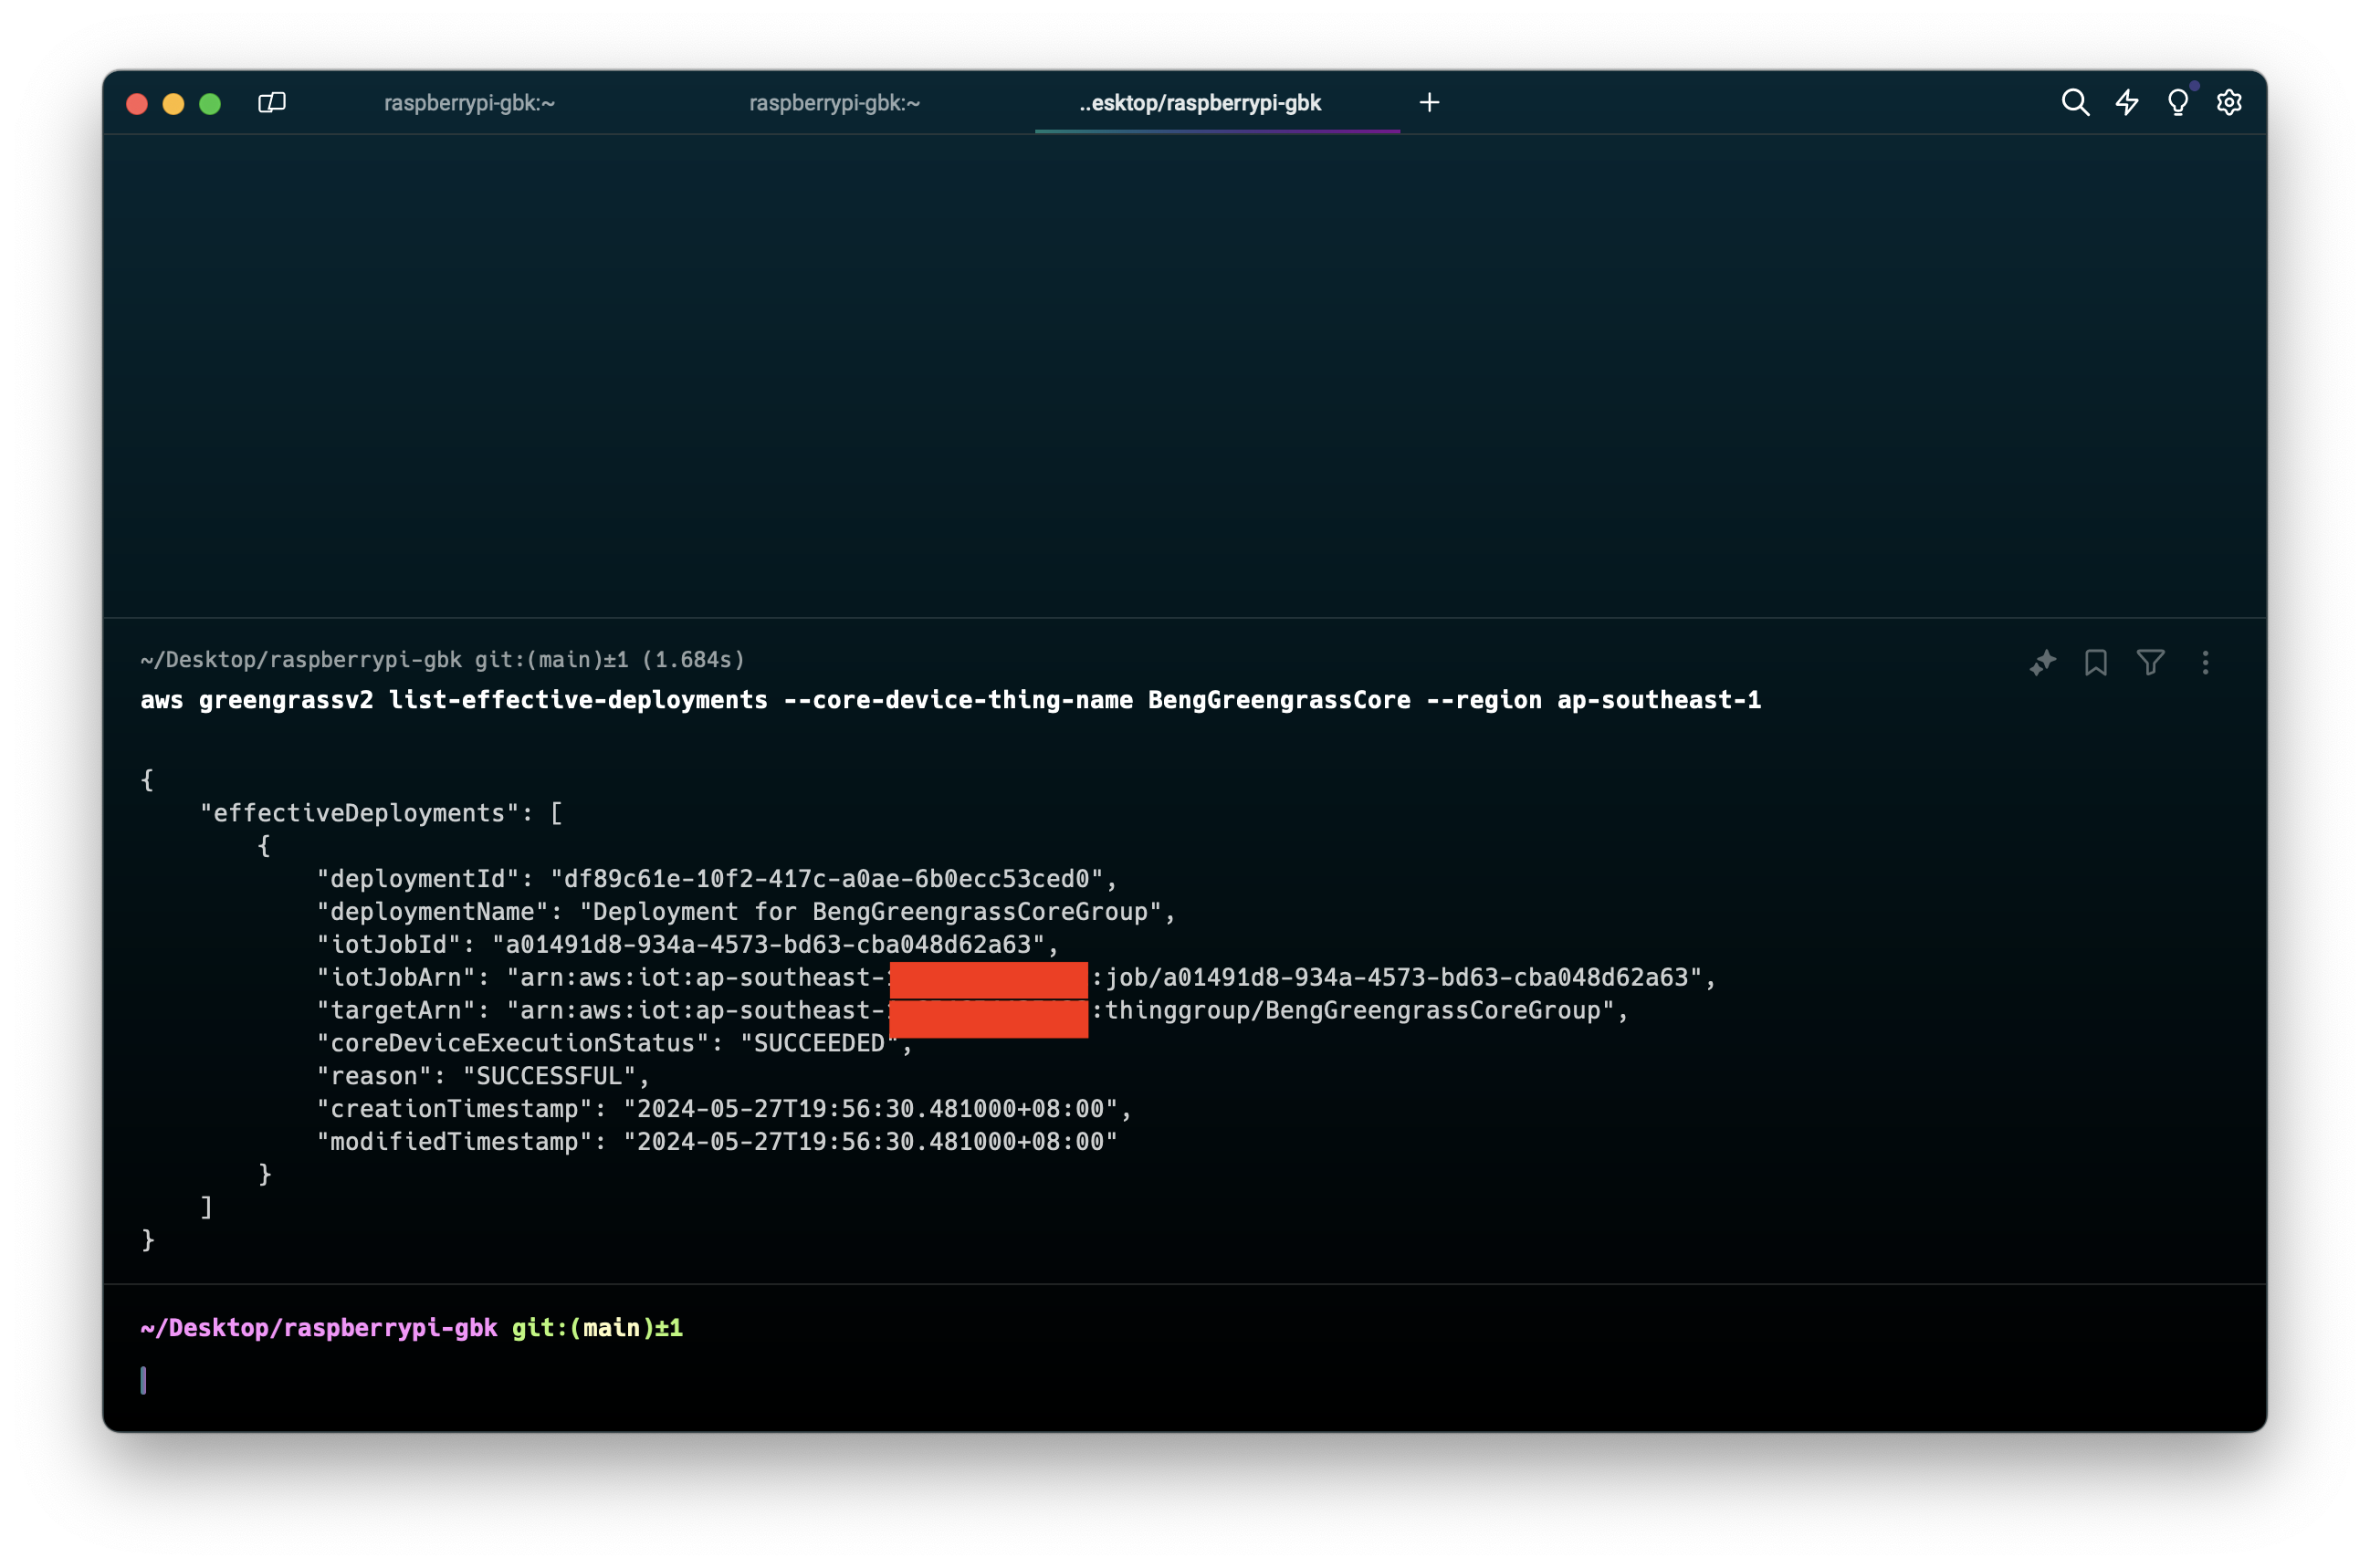 raspberrypi-gbk:~ raspberrypi-gbk:~ ..esktop/raspberrypi-gbk +
~/Desktop/raspberrypi-gbk git:(main)±1 (1.684s)
aws greengrassv2 list-effective-deployments --core-device-thing-name BengGreengrassCore --region ap-southeast-1
{
    "effectiveDeployments": [
        {
            "deploymentId": "df89c61e-10f2-417c-a0ae-6b0ecc53ced0",
            "deploymentName": "Deployment for BengGreengrassCoreGroup",
            "iotJobId": "a01491d8-934a-4573-bd63-cba048d62a63",
            "iotJobArn": "arn:aws:iot:ap-southeast- :job/a01491d8-934a-4573-bd63-cba048d62a63",
            "targetArn": "arn:aws:iot:ap-southeast- :thinggroup/BengGreengrassCoreGroup",
            "coreDeviceExecutionStatus": "SUCCEEDED",
            "reason": "SUCCESSFUL",
            "creationTimestamp": "2024-05-27T19:56:30.481000+08:00",
            "modifiedTimestamp": "2024-05-27T19:56:30.481000+08:00"
        }
    ]
}
~/Desktop/raspberrypi-gbk git:(main)±1